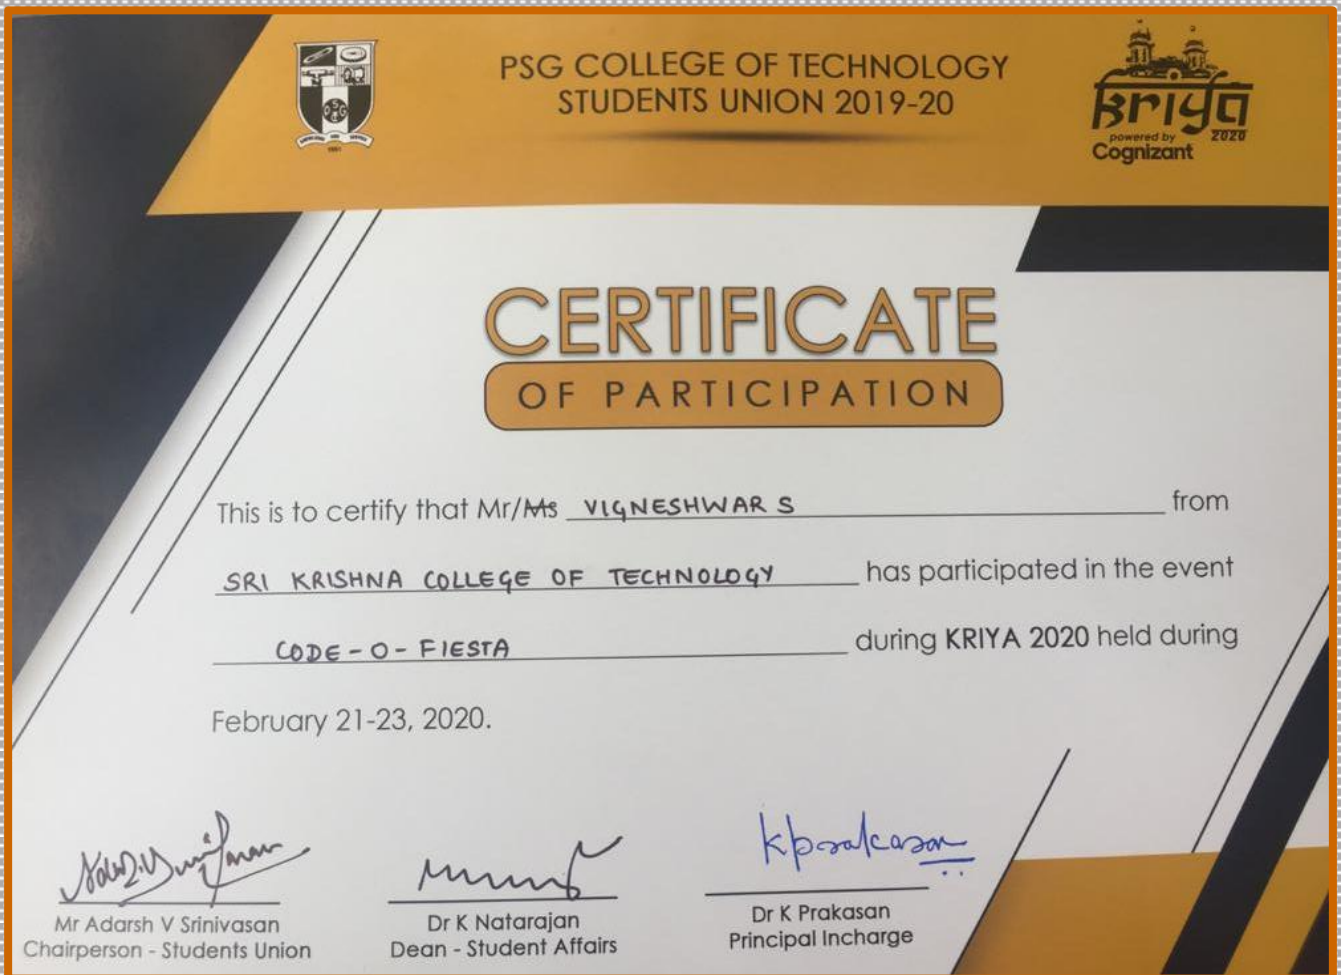 PSG COLLEGE OF TECHNOLOGY
STUDENTS UNION 2019-20
PSG
1951
Kriya
2020
powered by
Cognizant
CERTIFICATE
OF PARTICIPATION
This is to certify that Mr/Ms VIGNESHWAR S from
SRI KRISHNA COLLEGE OF TECHNOLOGY has participated in the event
CODE-O-FIESTA during KRIYA 2020 held during
February 21-23, 2020.
kprakasan
Mr Adarsh V Srinivasan
Chairperson - Students Union
Dr K Natarajan
Dean - Student Affairs
Dr K Prakasan
Principal Incharge